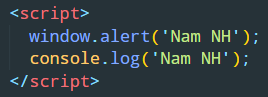 <script>
window.alert('Nam NH');
console.log('Nam NH');
</script>